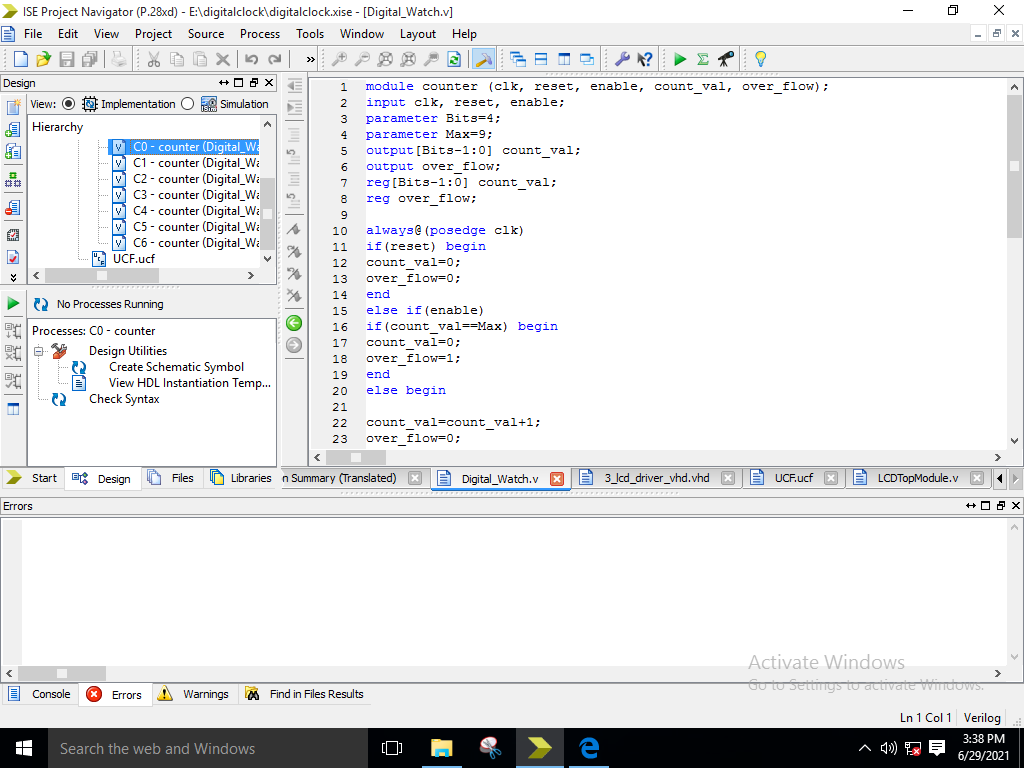 ISE Project Navigator (P.28xd) - E:\digitalclock\digitalclock.xise - [Digital_Watch.v]
File Edit View Project Source Process Tools Window Layout Help
Design
View: Implementation Simulation
Hierarchy
C0 - counter (Digital_Wa
C1 - counter (Digital_Wa
C2 - counter (Digital_Wa
C3 - counter (Digital_Wa
C4 - counter (Digital_Wa
C5 - counter (Digital_Wa
C6 - counter (Digital_Wa
UCF.ucf
No Processes Running
Processes: C0 - counter
Design Utilities
Create Schematic Symbol
View HDL Instantiation Temp...
Check Syntax
1 module counter (clk, reset, enable, count_val, over_flow);
2 input clk, reset, enable;
3 parameter Bits=4;
4 parameter Max=9;
5 output[Bits-1:0] count_val;
6 output over_flow;
7 reg[Bits-1:0] count_val;
8 reg over_flow;
9
10 always@(posedge clk)
11 if(reset) begin
12 count_val=0;
13 over_flow=0;
14 end
15 else if(enable)
16 if(count_val==Max) begin
17 count_val=0;
18 over_flow=1;
19 end
20 else begin
21
22 count_val=count_val+1;
23 over_flow=0;
Start Design Files Libraries
n Summary (Translated) Digital_Watch.v 3_lcd_driver_vhd.vhd UCF.ucf LCDTopModule.v
Errors
Activate Windows
Go to Settings to activate Windows.
Console Errors Warnings Find in Files Results
Ln 1 Col 1 Verilog
Search the web and Windows
3:38 PM
6/29/2021